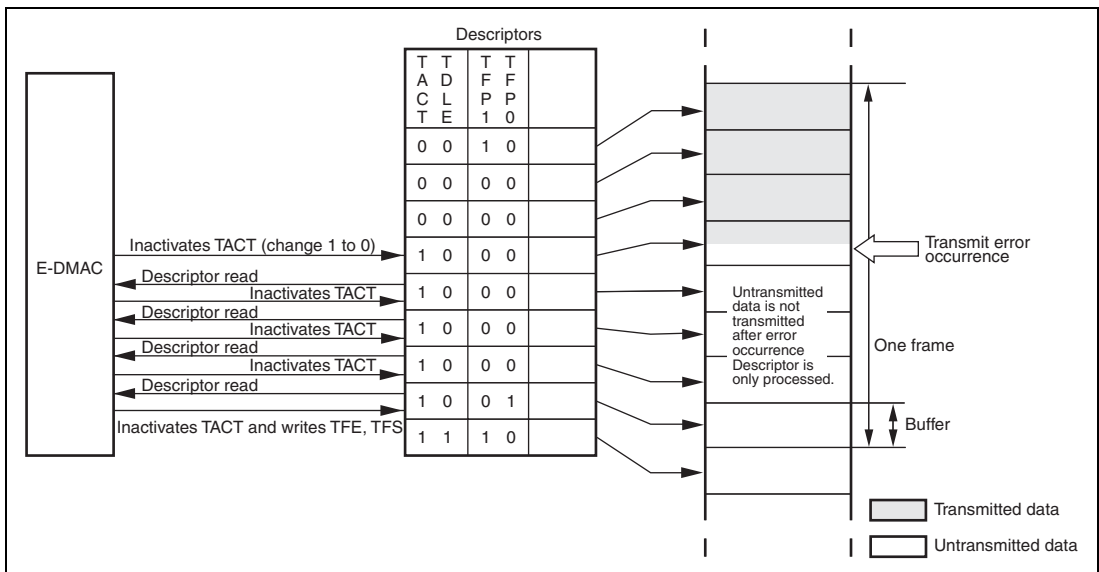 Descriptors
T T T T
A D F F
C L P P
T E 1 0
0 0 1 0
0 0 0 0
0 0 0 0
Inactivates TACT (change 1 to 0)
1 0 0 0
Transmit error
occurrence
E-DMAC
Descriptor read
Inactivates TACT
1 0 0 0
Descriptor read
Inactivates TACT
1 0 0 0
Descriptor read
Inactivates TACT
1 0 0 0
Descriptor read
1 0 0 1
Inactivates TACT and writes TFE, TFS
1 1 1 0
Untransmitted
data is not
transmitted
after error
occurrence
Descriptor is
only processed.
One frame
Buffer
Transmitted data
Untransmitted data